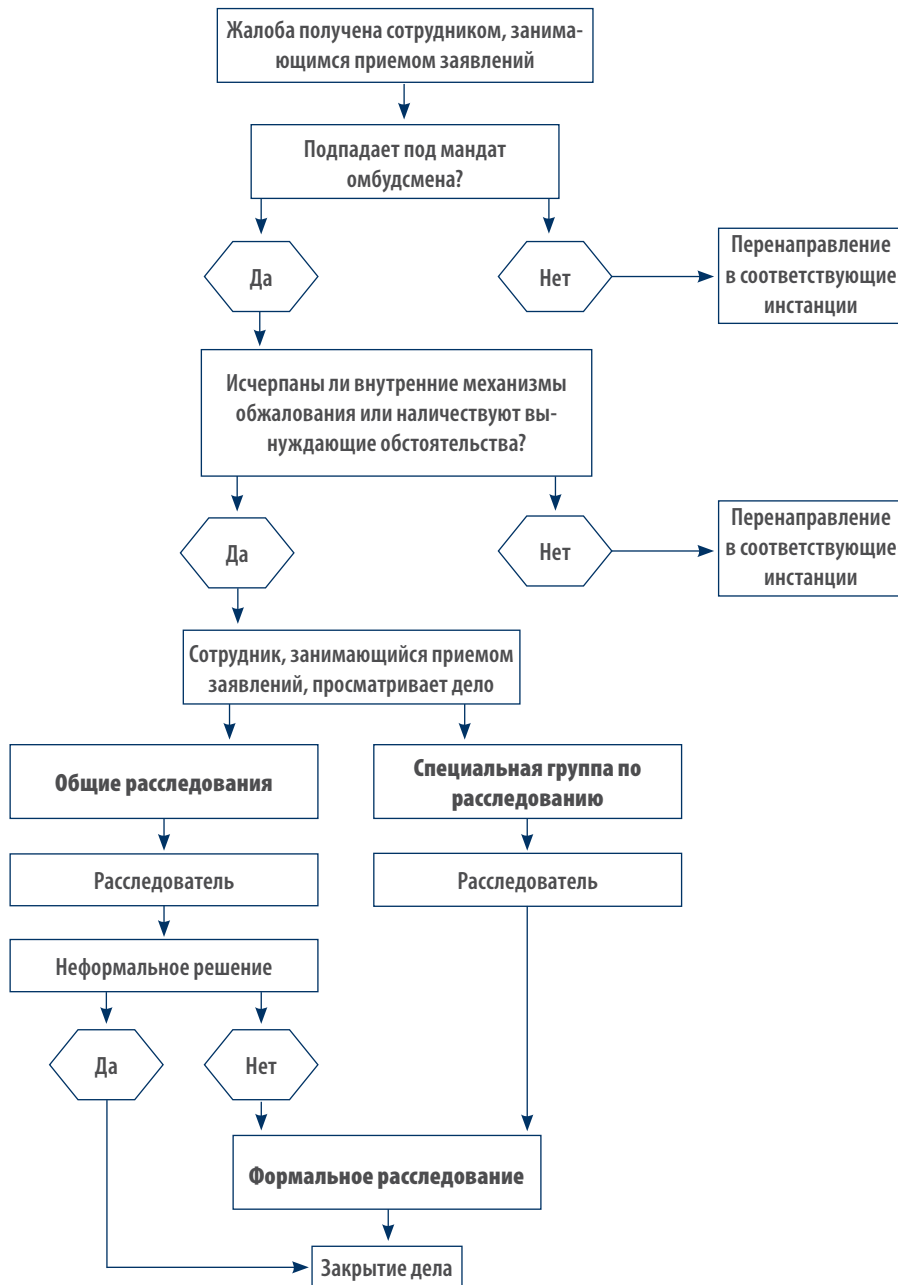 Жалоба получена сотрудником, занима-
ющимся приемом заявлений
Подпадает под мандат
омбудсмена?
Да
Нет
Перенаправление
в соответствующие
инстанции
Исчерпаны ли внутренние механизмы
обжалования или наличествуют вы-
нуждающие обстоятельства?
Да
Нет
Перенаправление
в соответствующие
инстанции
Сотрудник, занимающийся приемом
заявлений, просматривает дело
Общие расследования
Специальная группа по
расследованию
Расследователь
Расследователь
Неформальное решение
Да
Нет
Формальное расследование
Закрытие дела